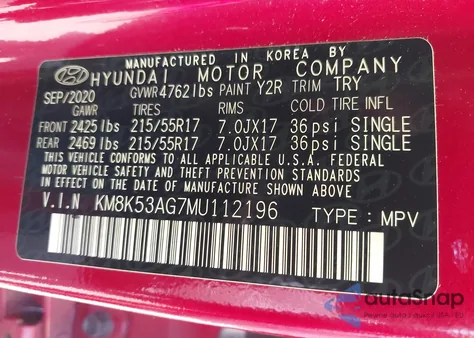 MANUFACTURED IN KOREA BY
HYUNDAI MOTOR COMPANY
SEP/2020 GVWR 4762lbs PAINT Y2R TRIM TRY
GAWR TIRES RIMS COLD TIRE INFL
FRONT 2425 lbs 215/55R17 7.0JX17 36psi SINGLE
REAR 2469 lbs 215/55R17 7.0JX17 36psi SINGLE
THIS VEHICLE CONFORMS TO ALL APPLICABLE U.S.A. FEDERAL
MOTOR VEHICLE SAFETY AND THEFT PREVENTION STANDARDS
IN EFFECT ON THE DATE OF MANUFACTURE SHOWN ABOVE.
V.I.N KM8K53AG7MU112196 TYPE : MPV
autoSnap